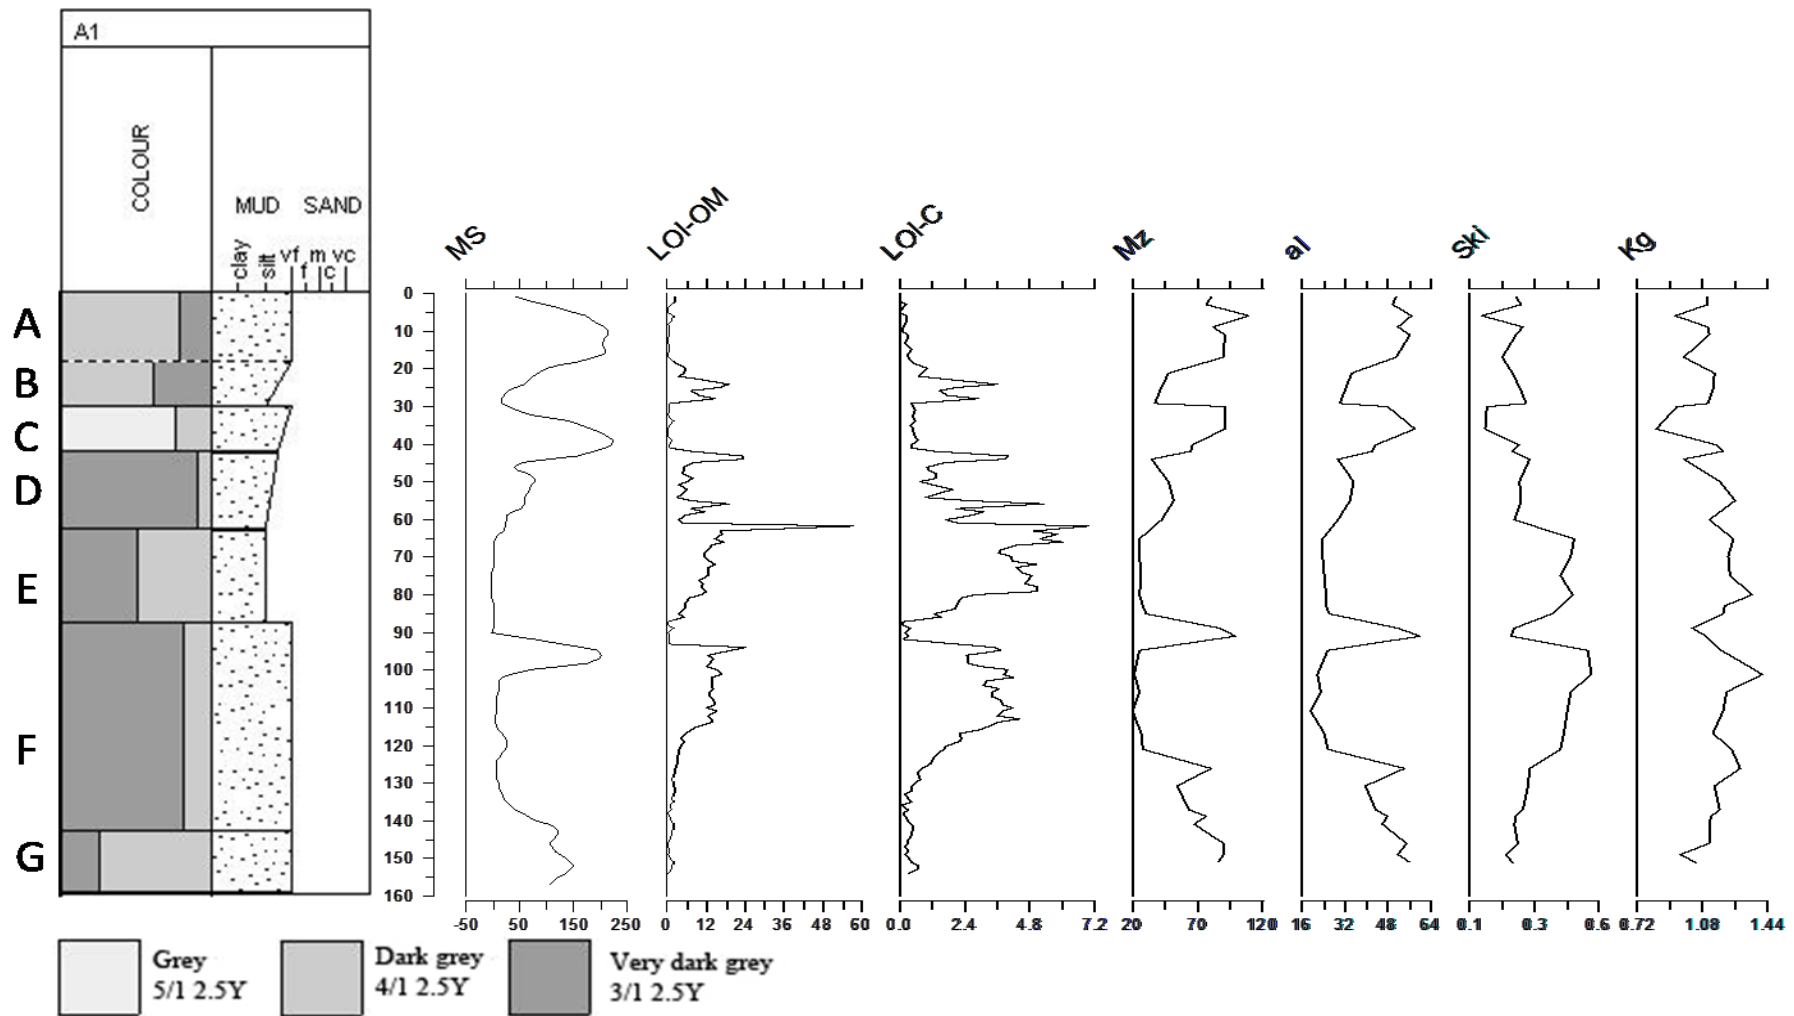 A1
COLOUR
MUD SAND
clay silt vf f m c vc
MS LOI-OM LOI-C Mz aI Ski Kg
A
B
C
D
E
F
G
0
10
20
30
40
50
60
70
80
90
100
110
120
130
140
150
160
-50 50 150 250
0 12 24 36 48 60
0.0 2.4 4.8 7.2
20 70 120
16 32 48 64
0.1 0.3 0.6
0.72 1.08 1.44
Grey
5/1 2.5Y
Dark grey
4/1 2.5Y
Very dark grey
3/1 2.5Y